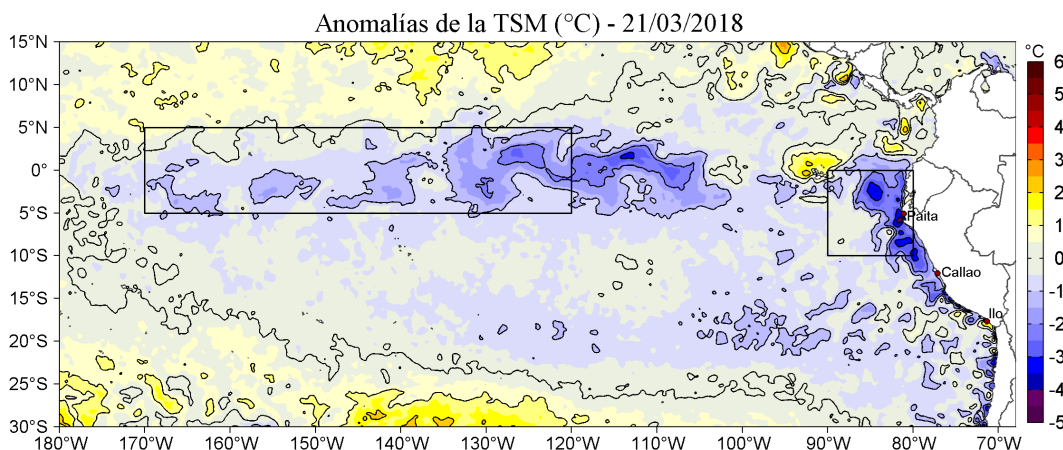 Anomalías de la TSM (°C) - 21/03/2018
15°N
10°N
5°N
0°
5°S
10°S
15°S
20°S
25°S
30°S
180°W
170°W
160°W
150°W
140°W
130°W
120°W
110°W
100°W
90°W
80°W
70°W
Paita
Callao
Ilo
°C
6
5
4
3
2
1
0
-1
-2
-3
-4
-5